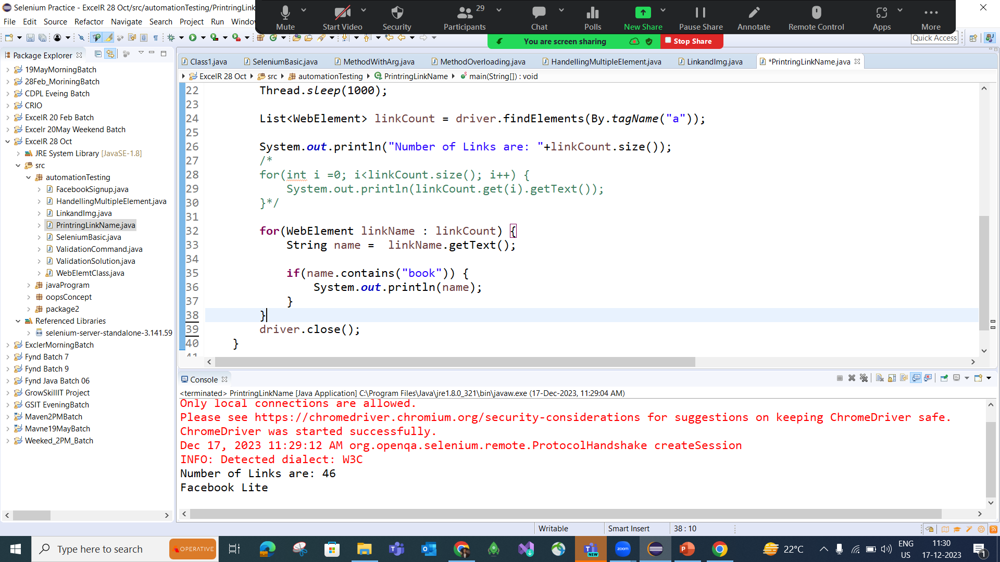 Selenium Practice - ExcelR 28 Oct/src/automationTesting/PrintringLink
File Edit Source Refactor Navigate Search Project Run Windo
Mute Start Video Security Participants 29 Chat Polls New Share Pause Share Annotate Remote Control Apps More
You are screen sharing Stop Share
Quick Access
Package Explorer
19MayMorningBatch
28Feb_MoriningBatch
CDPL Eveing Batch
CRIO
ExcelR 20 Feb Batch
Excelr 20May Weekend Batch
ExcelR 28 Oct
JRE System Library [JavaSE-1.8]
src
automationTesting
FacebookSignup.java
HandellingMultipleElement.java
LinkandImg.java
PrintringLinkName.java
SeleniumBasic.java
ValidationCommand.java
ValidationSolution.java
WebElemtClass.java
javaProgram
oopsConcept
package2
Referenced Libraries
selenium-server-standalone-3.141.59
ExclerMorningBatch
Fynd Batch 7
Fynd Batch 9
Fynd Java Batch 06
GrowSkillIT Project
GSIT EveningBatch
Maven2PMBatch
Mavne19MayBatch
Weeked_2PM_Batch
Class1.java SeleniumBasic.java MethodWithArg.java MethodOverloading.java HandellingMultipleElement.java LinkandImg.java *PrintringLinkName.java
ExcelR 28 Oct src automationTesting PrintringLinkName main(String[]) : void
22 Thread.sleep(1000);
23
24 List<WebElement> linkCount = driver.findElements(By.tagName("a"));
25
26 System.out.println("Number of Links are: "+linkCount.size());
27 /*
28 for(int i =0; i<linkCount.size(); i++) {
29 System.out.println(linkCount.get(i).getText());
30 }*/
31
32 for(WebElement linkName : linkCount) {
33 String name =  linkName.getText();
34
35 if(name.contains("book")) {
36 System.out.println(name);
37 }
38 }
39 driver.close();
40 }
41
Console
<terminated> PrintringLinkName [Java Application] C:\Program Files\Java\jre1.8.0_321\bin\javaw.exe (17-Dec-2023, 11:29:04 AM)
Only local connections are allowed.
Please see https://chromedriver.chromium.org/security-considerations for suggestions on keeping ChromeDriver safe.
ChromeDriver was started successfully.
Dec 17, 2023 11:29:12 AM org.openqa.selenium.remote.ProtocolHandshake createSession
INFO: Detected dialect: W3C
Number of Links are: 46
Facebook Lite
Writable Smart Insert 38 : 10
Type here to search
OPERATIVE
NEW
zoom
22°C
ENG
US
11:30
17-12-2023
1